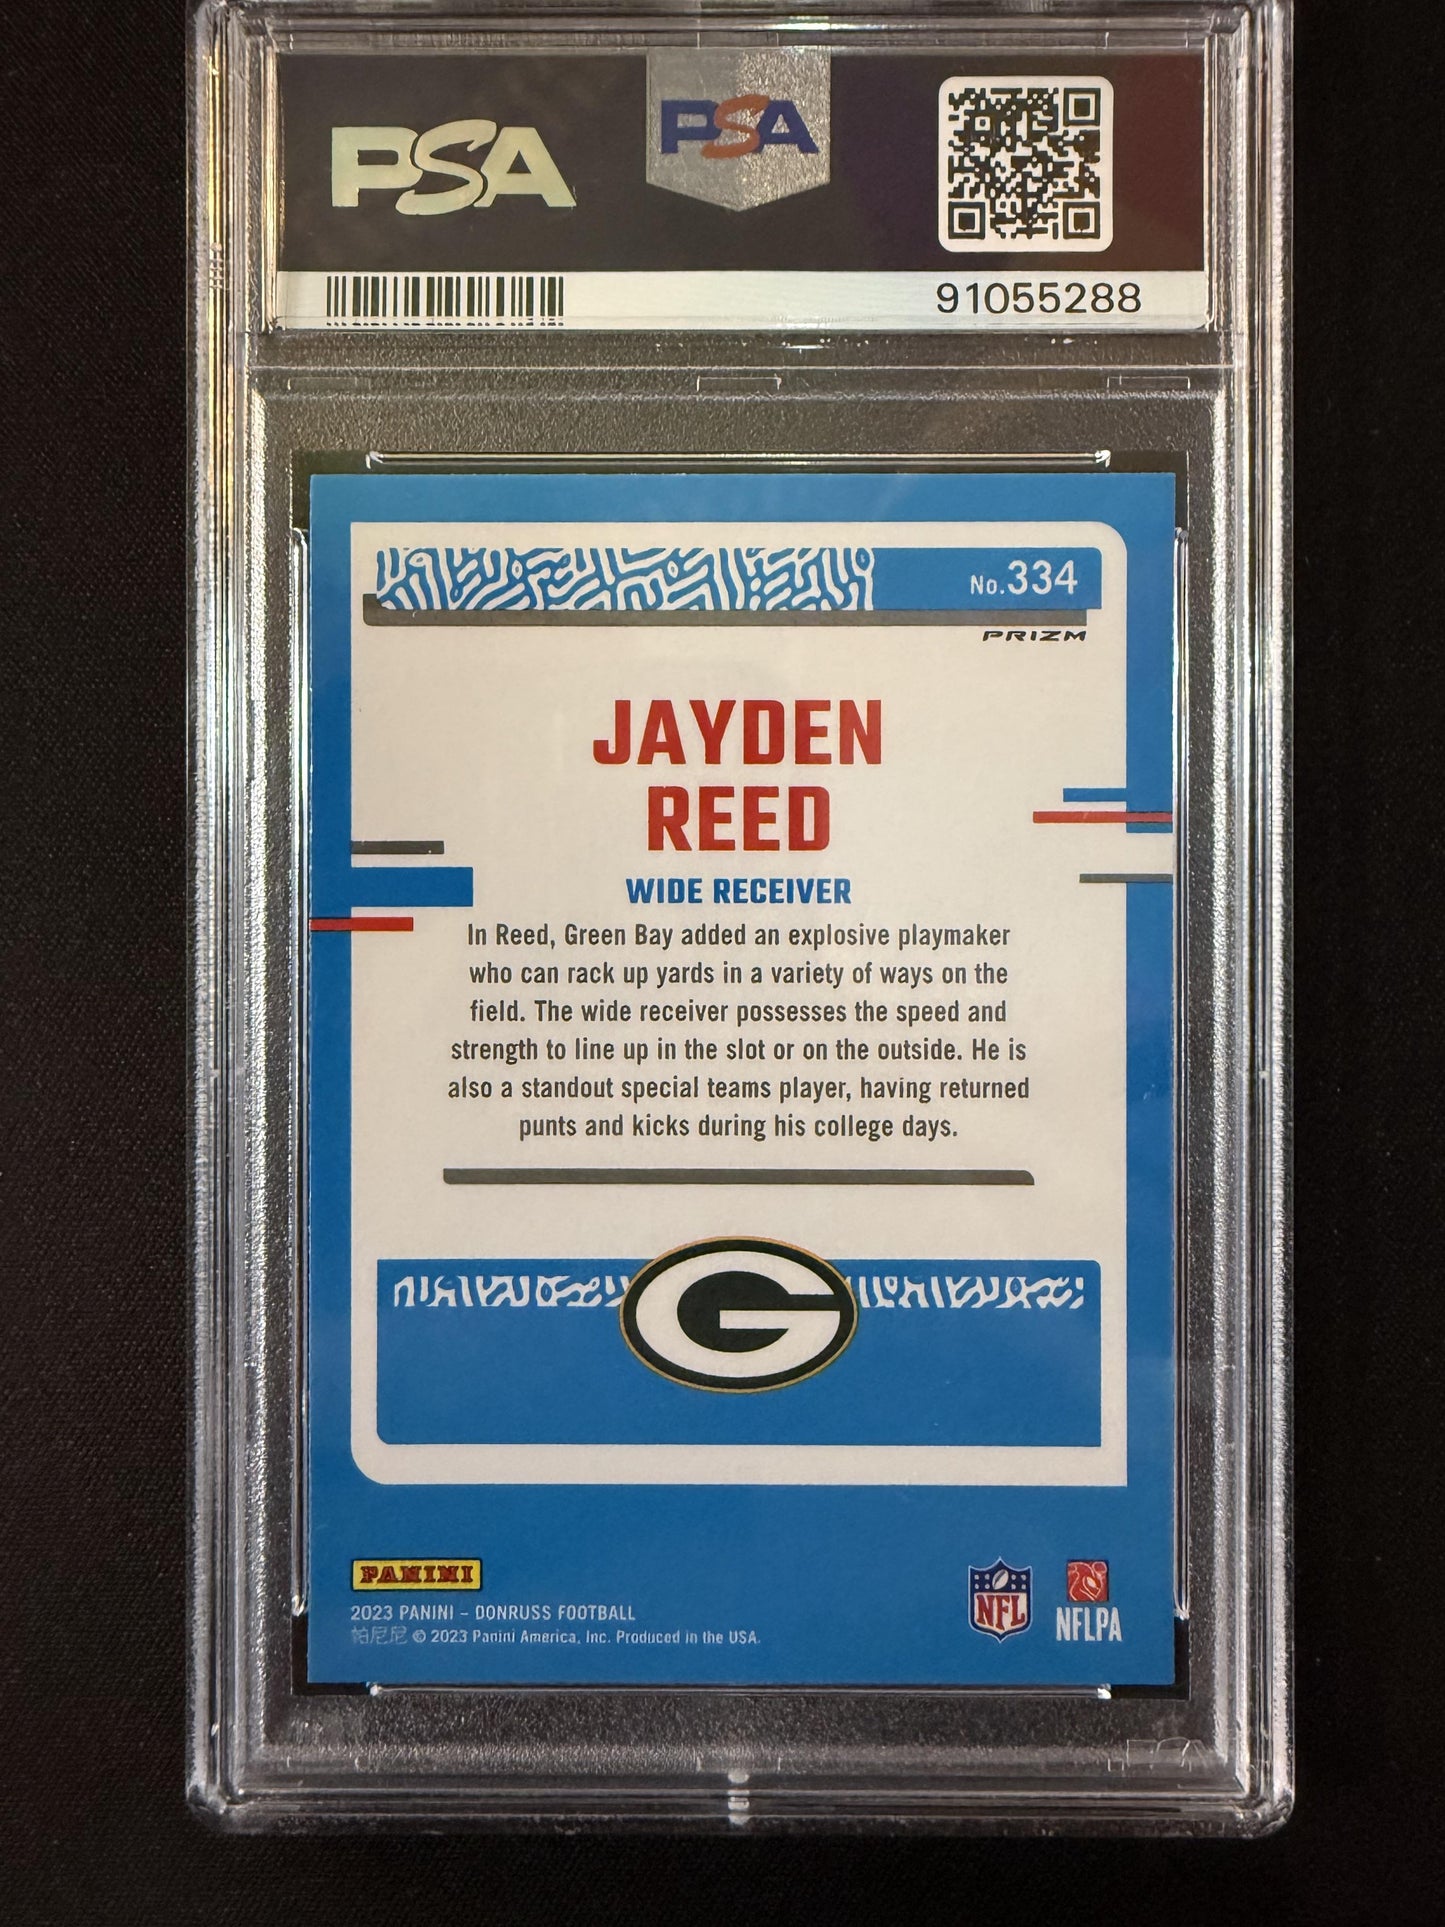 PSA
PSA
91055288
No.334
PRIZM
JAYDEN
REED
WIDE RECEIVER
In Reed, Green Bay added an explosive playmaker
who can rack up yards in a variety of ways on the
field. The wide receiver possesses the speed and
strength to line up in the slot or on the outside. He is
also a standout special teams player, having returned
punts and kicks during his college days.
G
PANINI
2023 PANINI – DONRUSS FOOTBALL
帕尼尼 © 2023 Panini America, Inc. Produced in the USA.
NFL
NFLPA
PSA